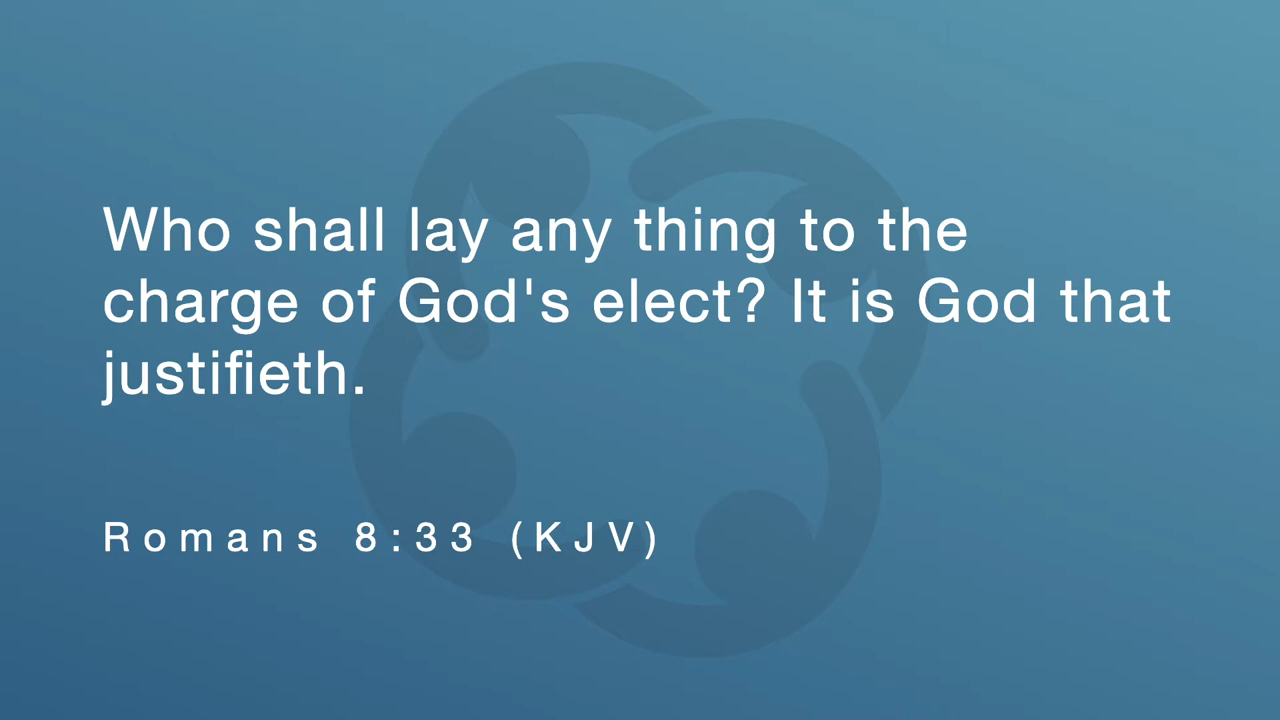 Who shall lay any thing to the
charge of God's elect? It is God that
justifieth.
Romans 8:33 (KJV)